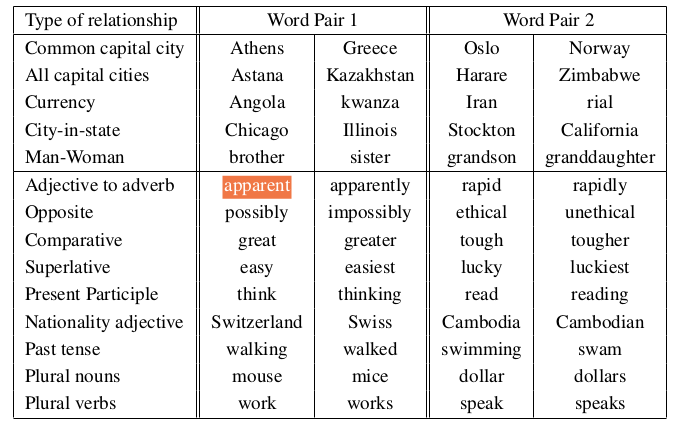 Type of relationship Word Pair 1 Word Pair 2
Common capital city Athens Greece Oslo Norway
All capital cities Astana Kazakhstan Harare Zimbabwe
Currency Angola kwanza Iran rial
City-in-state Chicago Illinois Stockton California
Man-Woman brother sister grandson granddaughter
Adjective to adverb apparent apparently rapid rapidly
Opposite possibly impossibly ethical unethical
Comparative great greater tough tougher
Superlative easy easiest lucky luckiest
Present Participle think thinking read reading
Nationality adjective Switzerland Swiss Cambodia Cambodian
Past tense walking walked swimming swam
Plural nouns mouse mice dollar dollars
Plural verbs work works speak speaks